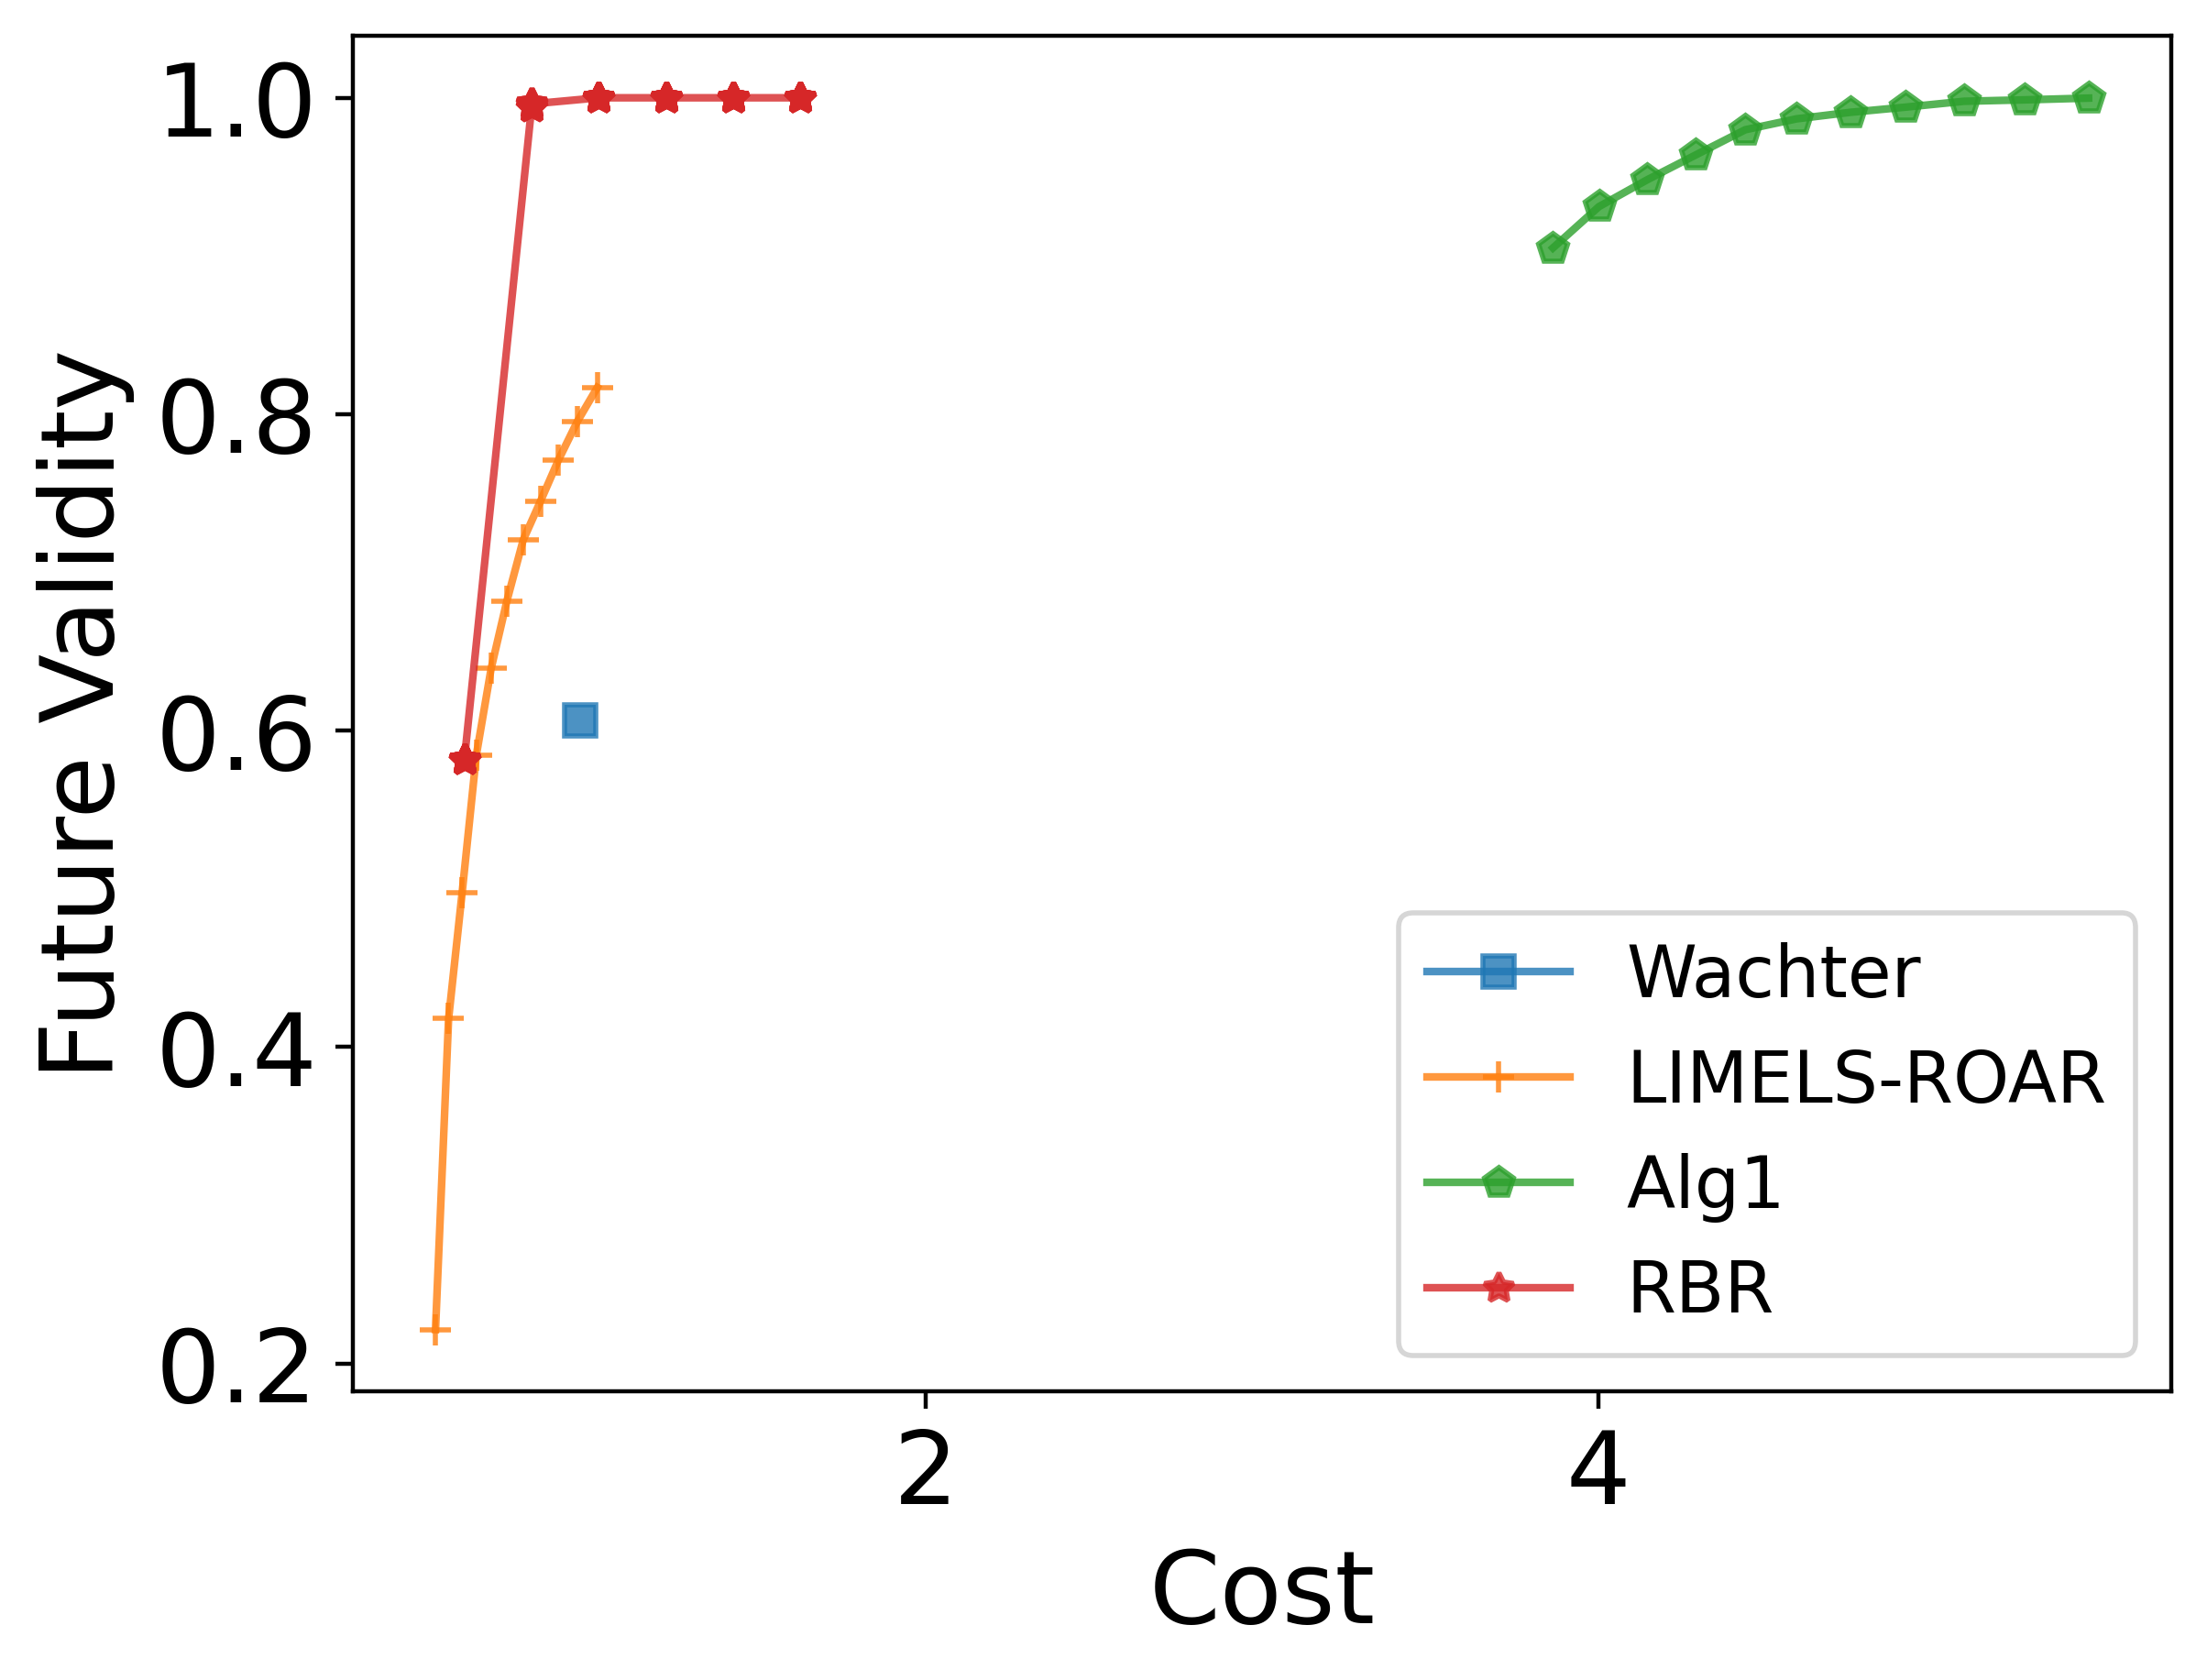 Future Validity
1.0
0.8
0.6
0.4
0.2
2
4
Cost
Wachter
LIMELS-ROAR
Alg1
RBR